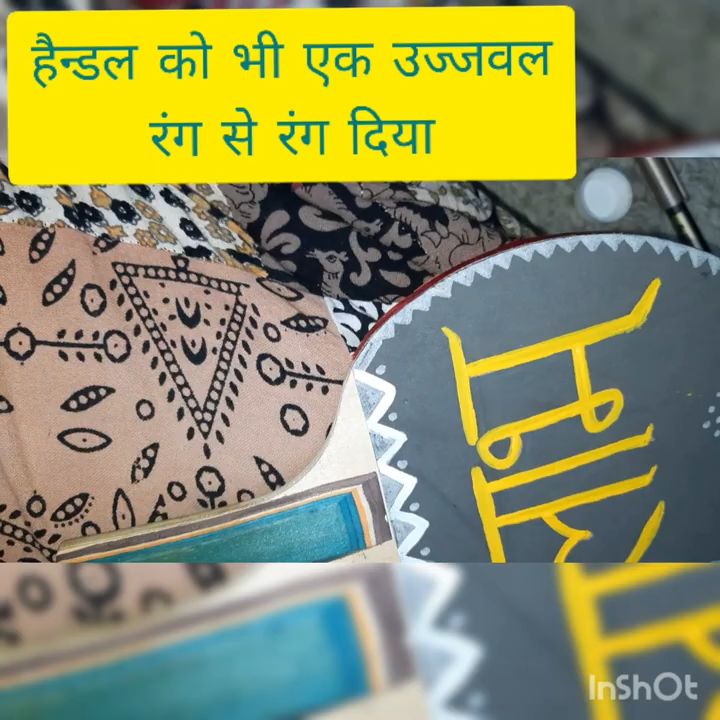 हैन्डल को भी एक उज्जवल
रंग से रंग दिया
InShOt